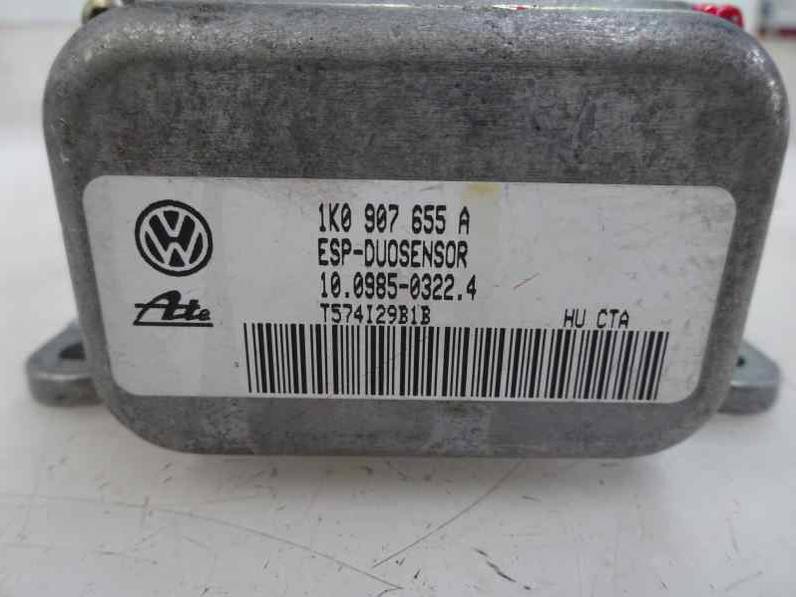 1K0 907 655 A
ESP-DUOSENSOR
10.0985-0322.4
Ate
T574I29B1B HU CTA